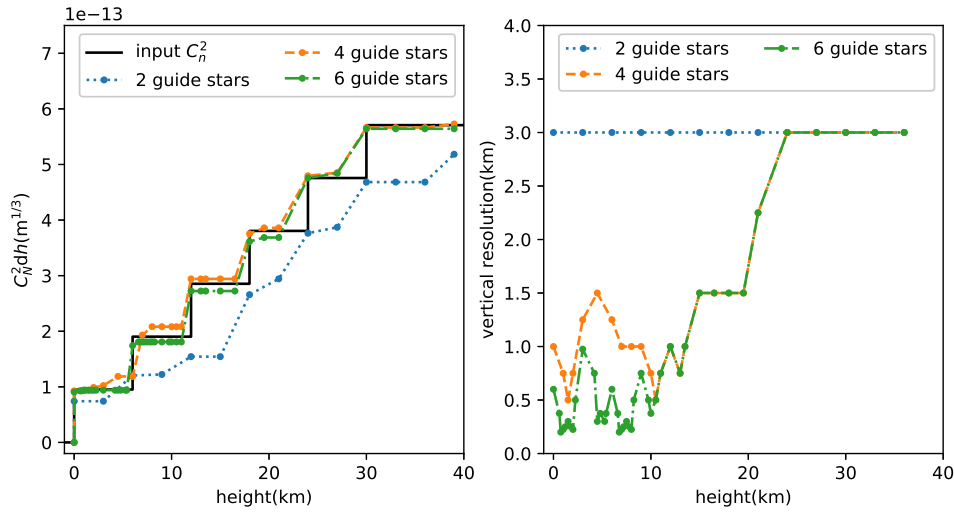 1e−13
input $C_n^2$
2 guide stars
4 guide stars
6 guide stars
7
6
5
4
3
2
1
0
$C_N^2$dh(m$^{1/3}$)
0 10 20 30 40
height(km)
2 guide stars
4 guide stars
6 guide stars
4.0
3.5
3.0
2.5
2.0
1.5
1.0
0.5
0.0
vertical resolution(km)
0 10 20 30 40
height(km)